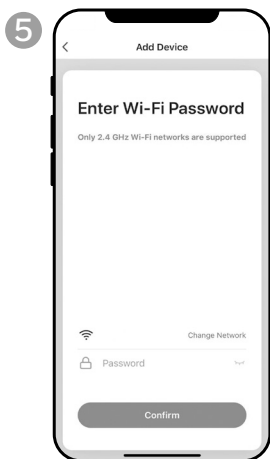 5
Add Device
Enter Wi-Fi Password
Only 2.4 GHz Wi-Fi networks are supported
Change Network
Password
Confirm